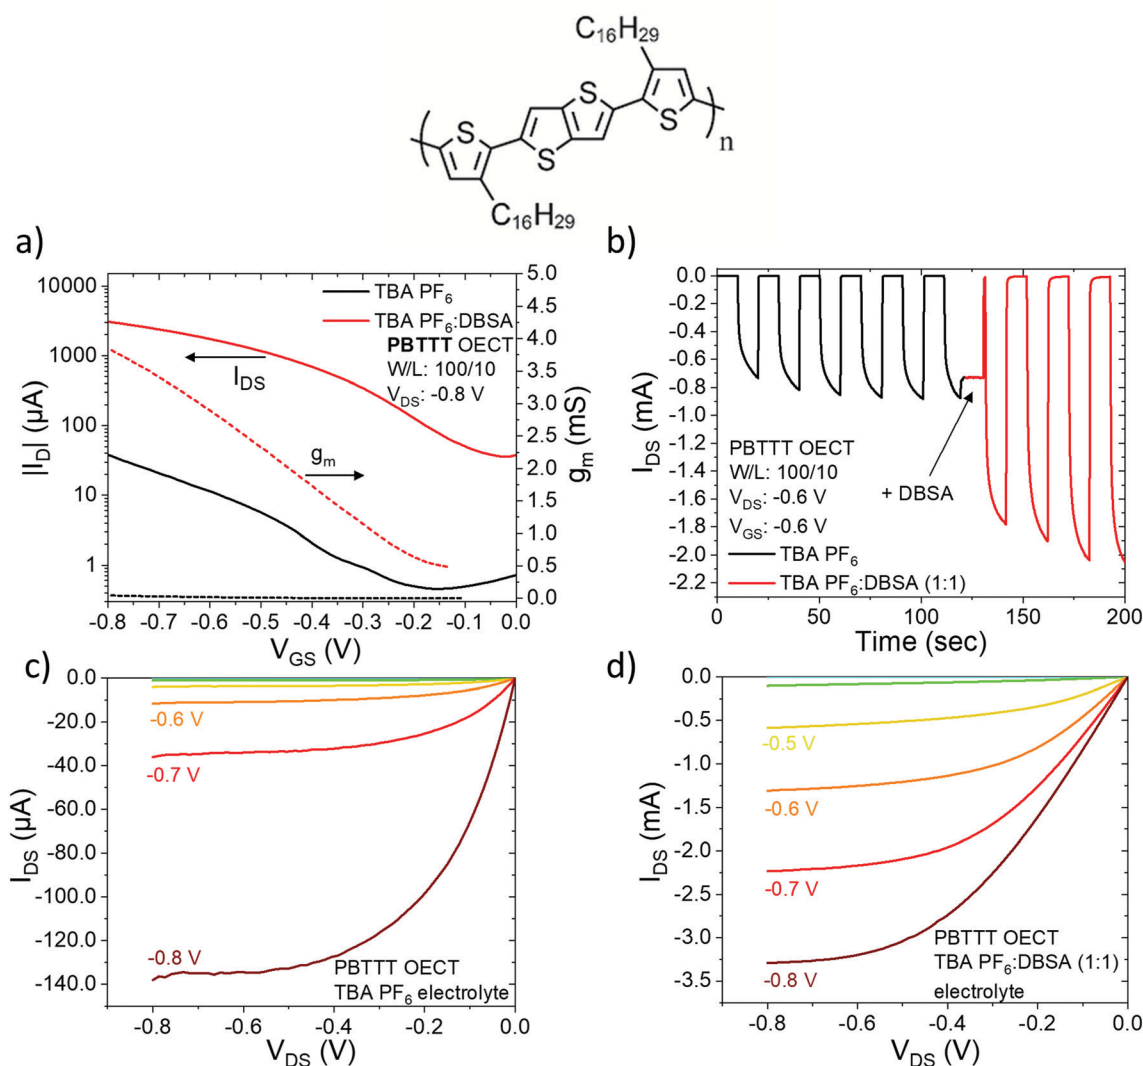 C16H29
S
S
S
S
n
C16H29
a)
10000
1000
100
10
1
|ID| (µA)
5.0
4.5
4.0
3.5
3.0
2.5
2.0
1.5
1.0
0.5
0.0
gm (mS)
TBA PF6
TBA PF6:DBSA
PBTTT OECT
W/L: 100/10
VDS: -0.8 V
IDS
gm
-0.8 -0.7 -0.6 -0.5 -0.4 -0.3 -0.2 -0.1 0.0
VGS (V)
b)
0.0
-0.2
-0.4
-0.6
-0.8
-1.0
-1.2
-1.4
-1.6
-1.8
-2.0
-2.2
IDS (mA)
PBTTT OECT
W/L: 100/10
VDS: -0.6 V
VGS: -0.6 V
+ DBSA
TBA PF6
TBA PF6:DBSA (1:1)
0 50 100 150 200
Time (sec)
c)
0.0
-20.0
-40.0
-60.0
-80.0
-100.0
-120.0
-140.0
IDS (µA)
-0.6 V
-0.7 V
-0.8 V
PBTTT OECT
TBA PF6 electrolyte
-0.8 -0.6 -0.4 -0.2 0.0
VDS (V)
d)
0.0
-0.5
-1.0
-1.5
-2.0
-2.5
-3.0
-3.5
IDS (mA)
-0.5 V
-0.6 V
-0.7 V
-0.8 V
PBTTT OECT
TBA PF6:DBSA (1:1)
electrolyte
-0.8 -0.6 -0.4 -0.2 0.0
VDS (V)